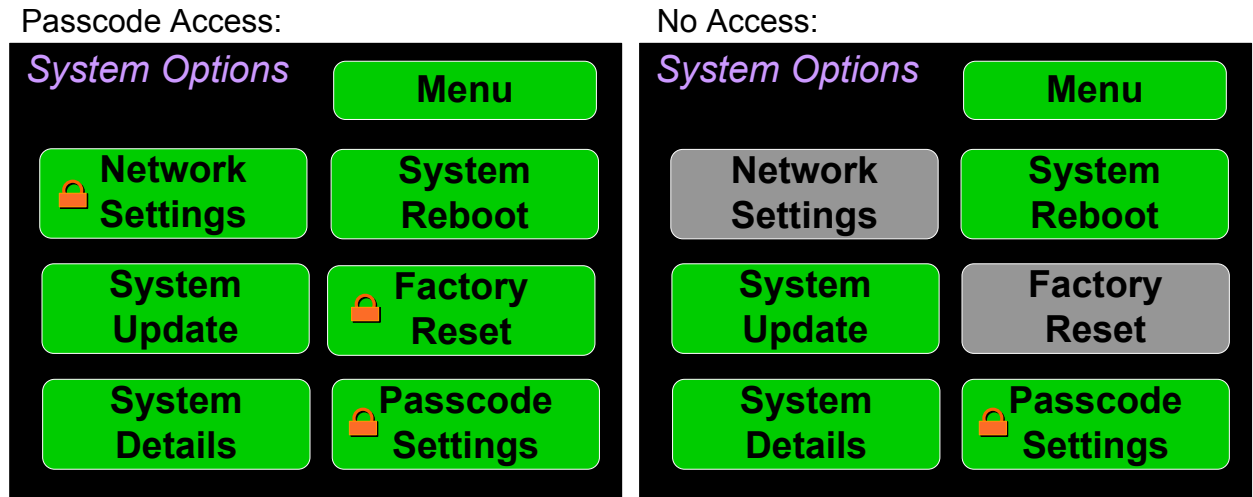 Passcode Access:
System Options
Menu
Network
Settings
System
Reboot
System
Update
Factory
Reset
System
Details
Passcode
Settings
No Access:
System Options
Menu
Network
Settings
System
Reboot
System
Update
Factory
Reset
System
Details
Passcode
Settings